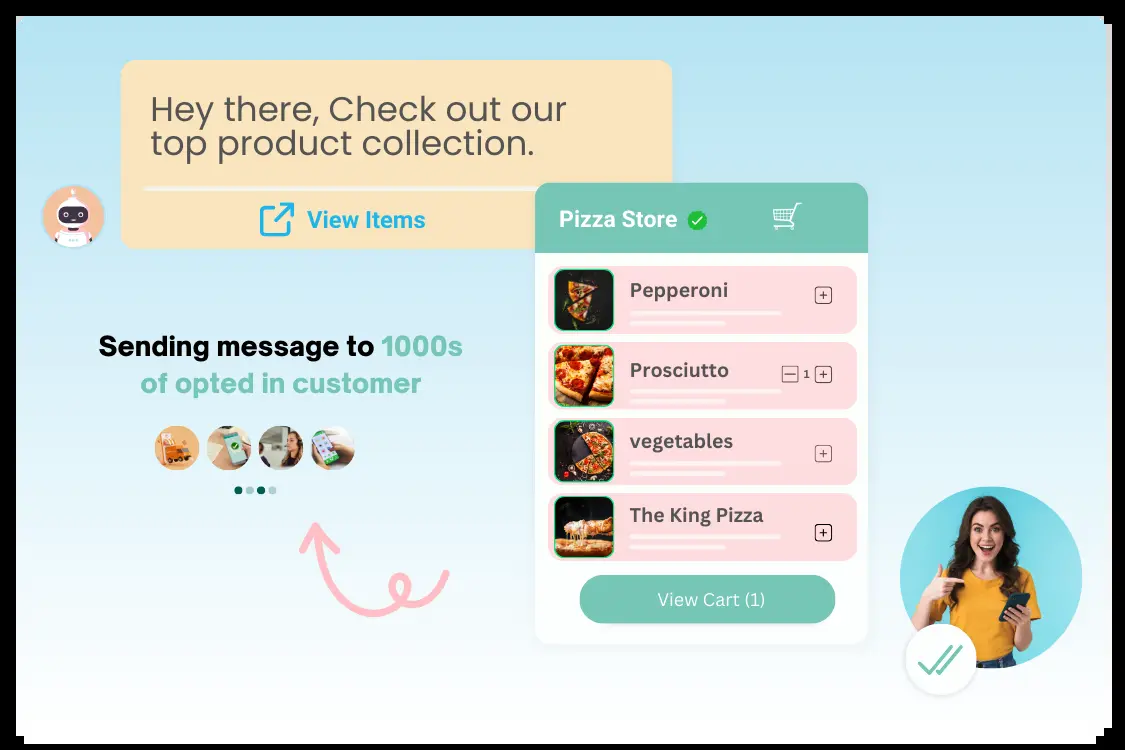 Hey there, Check out our
top product collection.
View Items
Pizza Store
Pepperoni
Prosciutto
1
vegetables
The King Pizza
View Cart (1)
Sending message to 1000s
of opted in customer